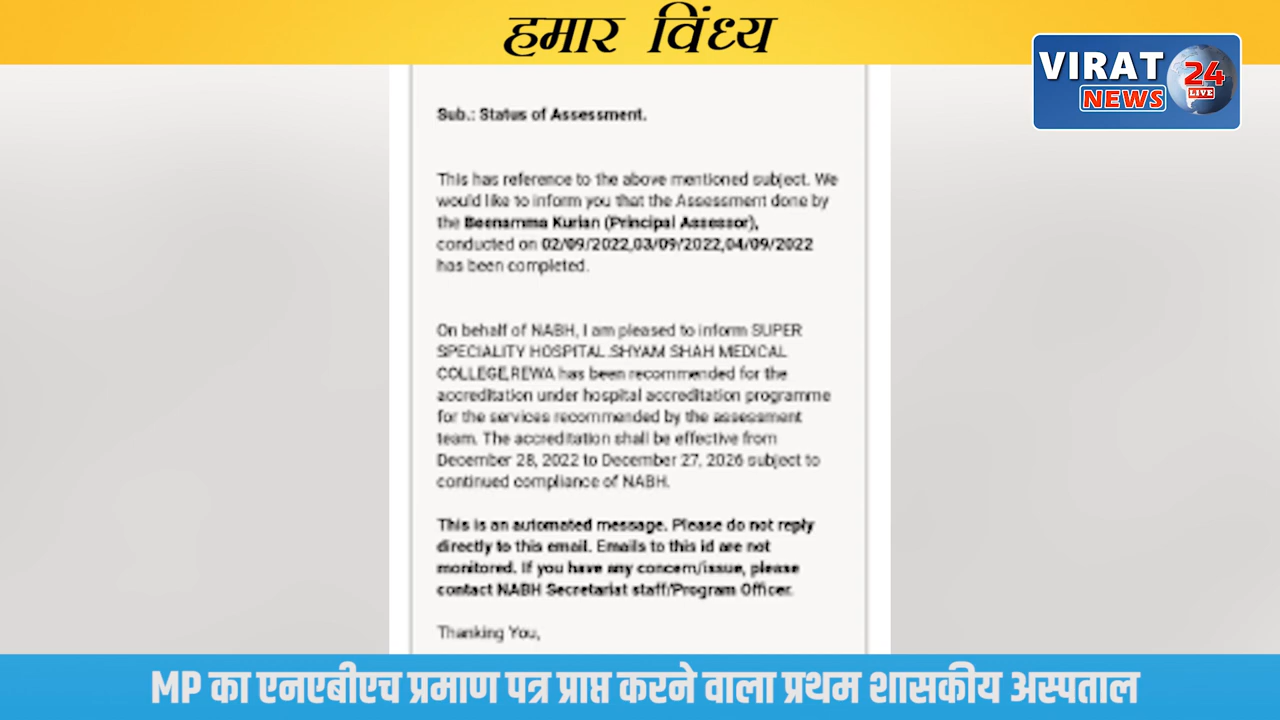 हमार विंध्य
VIRAT
24
NEWS
LIVE
Sub.: Status of Assessment.
This has reference to the above mentioned subject. We
would like to inform you that the Assessment done by
the Beenamma Kurian (Principal Assessor),
conducted on 02/09/2022,03/09/2022,04/09/2022
has been completed.
On behalf of NABH, I am pleased to inform SUPER
SPECIALITY HOSPITAL.SHYAM SHAH MEDICAL
COLLEGE,REWA has been recommended for the
accreditation under hospital accreditation programme
for the services recommended by the assessment
team. The accreditation shall be effective from
December 28, 2022 to December 27, 2026 subject to
continued compliance of NABH.
This is an automated message. Please do not reply
directly to this email. Emails to this id are not
monitored. If you have any concern/issue, please
contact NABH Secretariat staff/Program Officer.
Thanking You,
MP का एनएबीएच प्रमाण पत्र प्राप्त करने वाला प्रथम शासकीय अस्पताल